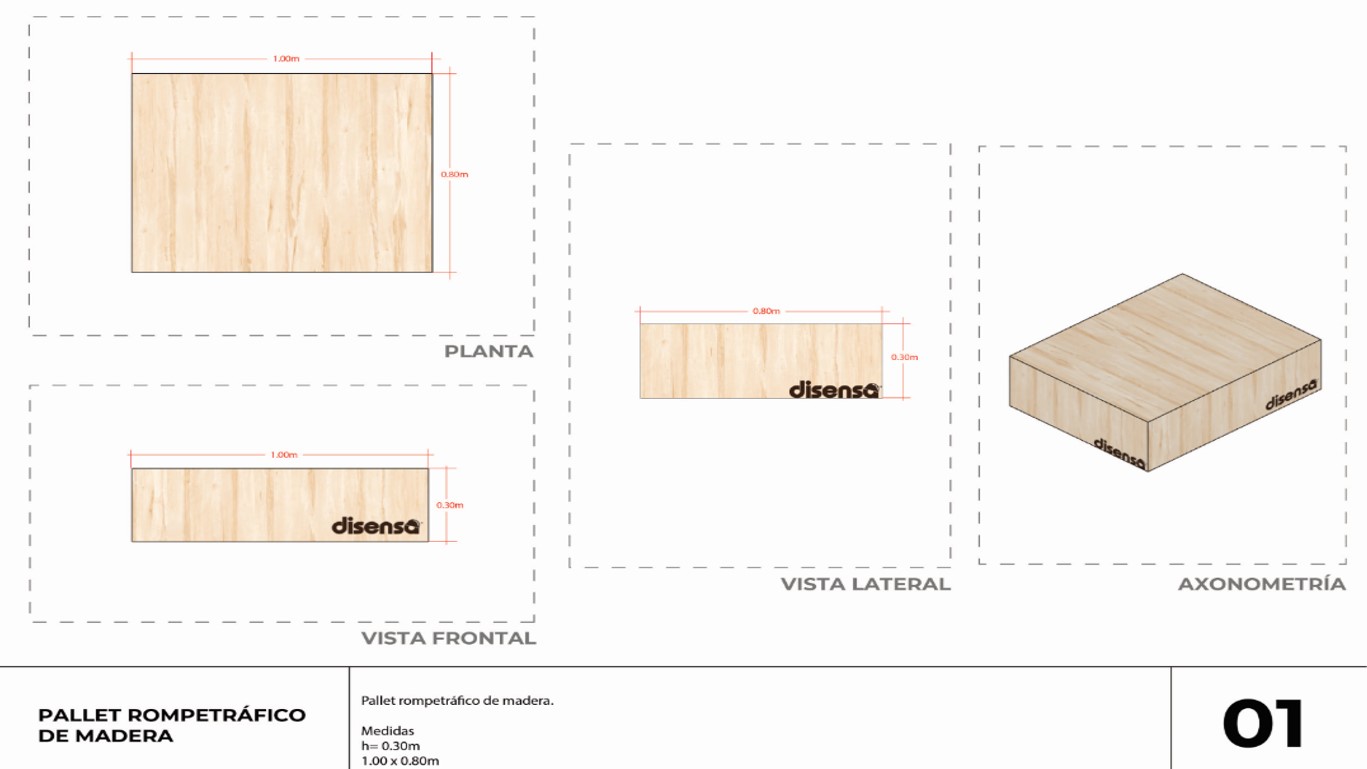 1.00m
0.80m
PLANTA
1.00m
0.30m
disensa
VISTA FRONTAL
0.80m
0.30m
disensa
VISTA LATERAL
disensa
disensa
AXONOMETRÍA
PALLET ROMPETRÁFICO
DE MADERA
Pallet rompetráfico de madera.
Medidas
h= 0.30m
1.00 x 0.80m
01